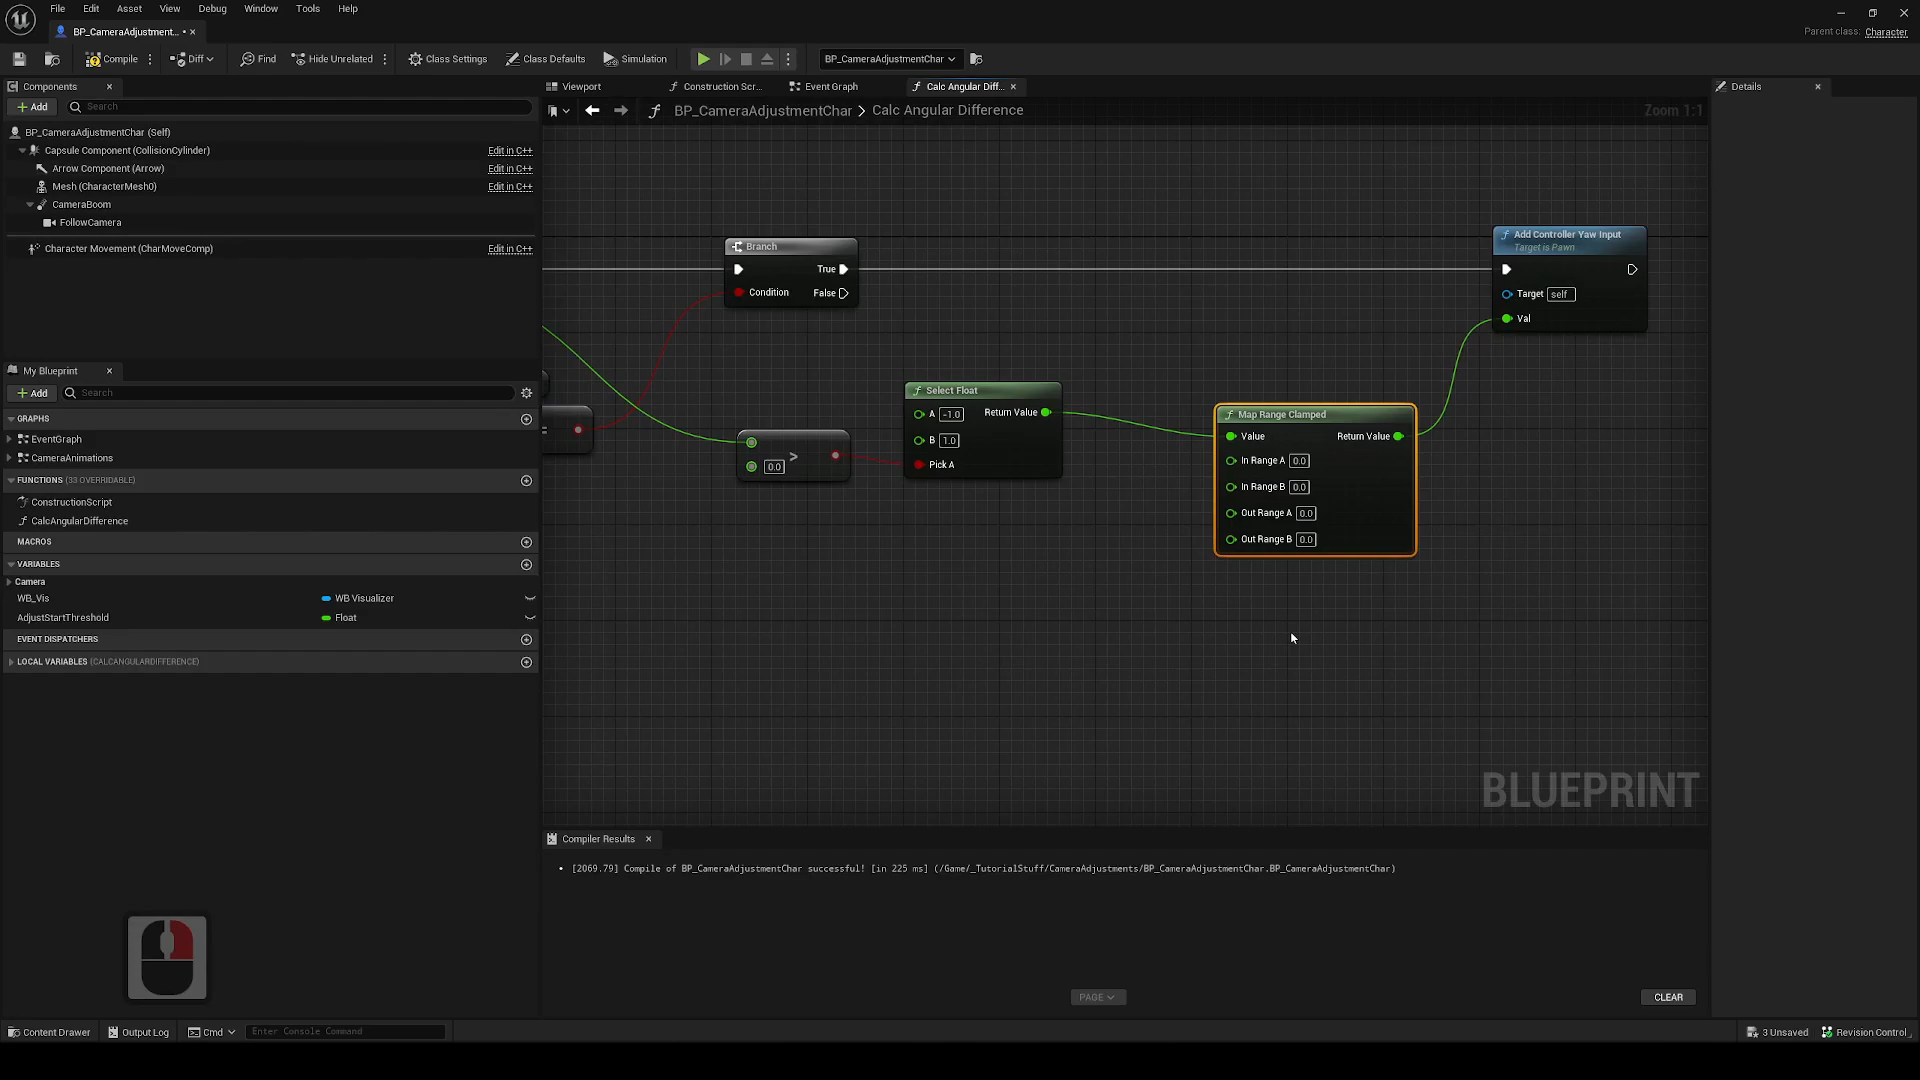 File Edit Asset View Debug Window Tools Help
BP_CameraAdjustment... •
Parent class: Character
Compile Diff Find Hide Unrelated Class Settings Class Defaults Simulation BP_CameraAdjustmentChar
Components
Add Search
BP_CameraAdjustmentChar (Self)
Capsule Component (CollisionCylinder) Edit in C++
Arrow Component (Arrow) Edit in C++
Mesh (CharacterMesh0) Edit in C++
CameraBoom
FollowCamera
Character Movement (CharMoveComp) Edit in C++
My Blueprint
Add Search
GRAPHS
EventGraph
CameraAnimations
FUNCTIONS (33 OVERRIDABLE)
ConstructionScript
CalcAngularDifference
MACROS
VARIABLES
Camera
WB_Vis WB Visualizer
AdjustStartThreshold Float
EVENT DISPATCHERS
LOCAL VARIABLES (CALCANGULARDIFFERENCE)
Viewport Construction Scr... Event Graph Calc Angular Diff...
BP_CameraAdjustmentChar > Calc Angular Difference
Zoom 1:1
Branch
True
Condition False
=
>
0.0
Select Float
A -1.0 Return Value
B 1.0
Pick A
Map Range Clamped
Value Return Value
In Range A 0.0
In Range B 0.0
Out Range A 0.0
Out Range B 0.0
Add Controller Yaw Input
Target is Pawn
Target self
Val
BLUEPRINT
Details
Compiler Results
• [2069.79] Compile of BP_CameraAdjustmentChar successful! [in 225 ms] (/Game/_TutorialStuff/CameraAdjustments/BP_CameraAdjustmentChar.BP_CameraAdjustmentChar)
PAGE
CLEAR
Content Drawer Output Log Cmd Enter Console Command
3 Unsaved Revision Control